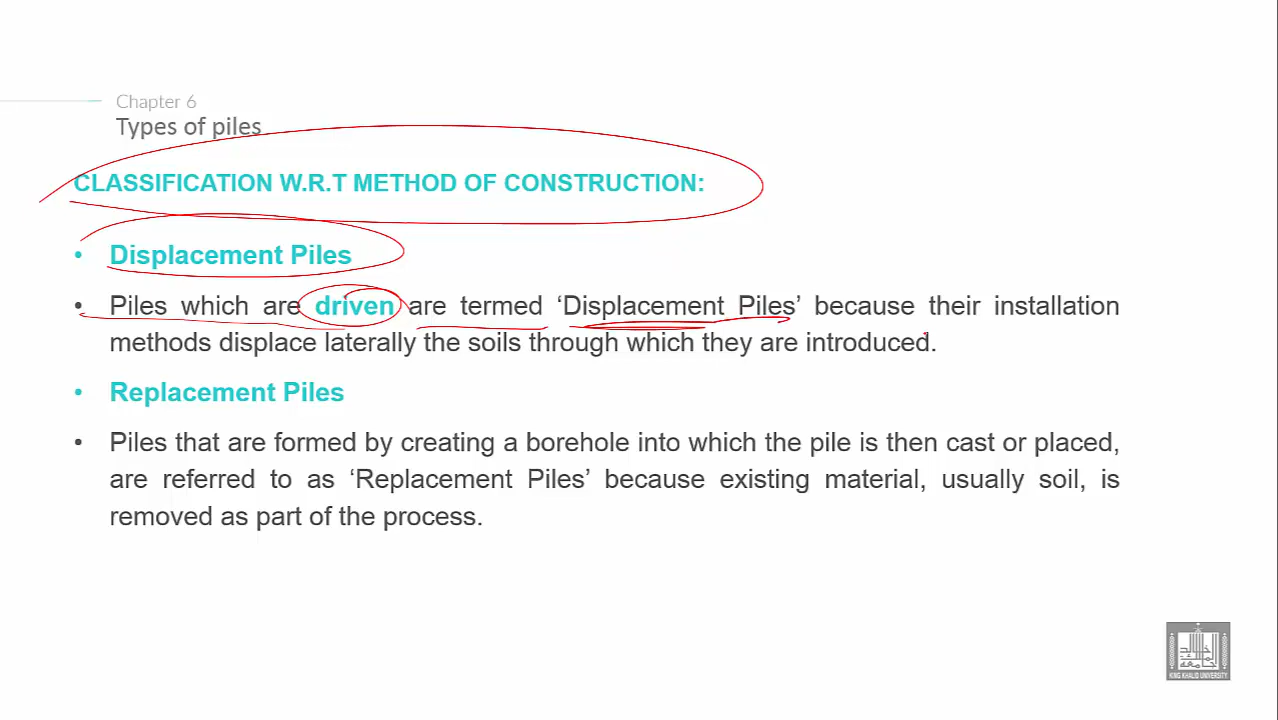 Chapter 6
Types of piles
CLASSIFICATION W.R.T METHOD OF CONSTRUCTION:
• Displacement Piles
• Piles which are driven are termed ‘Displacement Piles’ because their installation
methods displace laterally the soils through which they are introduced.
• Replacement Piles
• Piles that are formed by creating a borehole into which the pile is then cast or placed,
are referred to as ‘Replacement Piles’ because existing material, usually soil, is
removed as part of the process.
KING KHALID UNIVERSITY